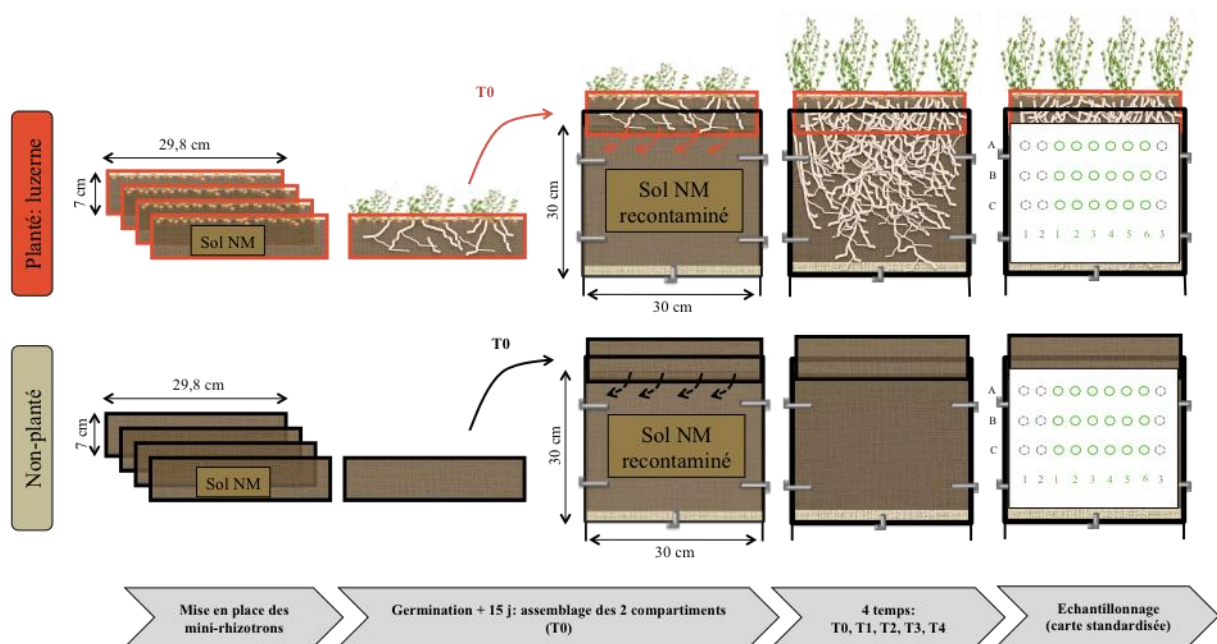 Planté: luzerne
29,8 cm
7 cm
Sol NM
T0
30 cm
Sol NM
recontaminé
30 cm
A
B
C
1 2 1 2 3 4 5 6 3
Non-planté
29,8 cm
7 cm
Sol NM
T0
30 cm
Sol NM
recontaminé
30 cm
A
B
C
1 2 1 2 3 4 5 6 3
Mise en place des
mini-rhizotrons
Germination + 15 j: assemblage des 2 compartiments
(T0)
4 temps:
T0, T1, T2, T3, T4
Echantillonnage
(carte standardisée)